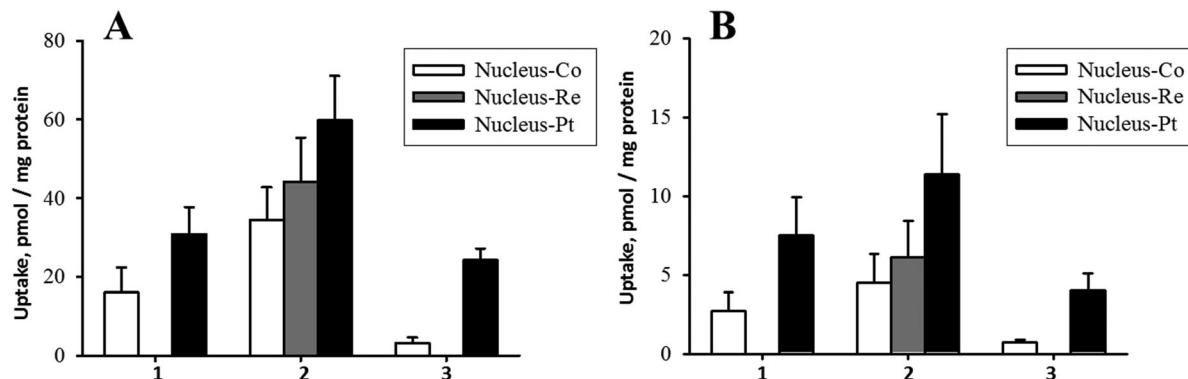 A
Uptake, pmol / mg protein
80
60
40
20
0
Nucleus-Co
Nucleus-Re
Nucleus-Pt
1
2
3
B
Uptake, pmol / mg protein
20
15
10
5
0
Nucleus-Co
Nucleus-Re
Nucleus-Pt
1
2
3